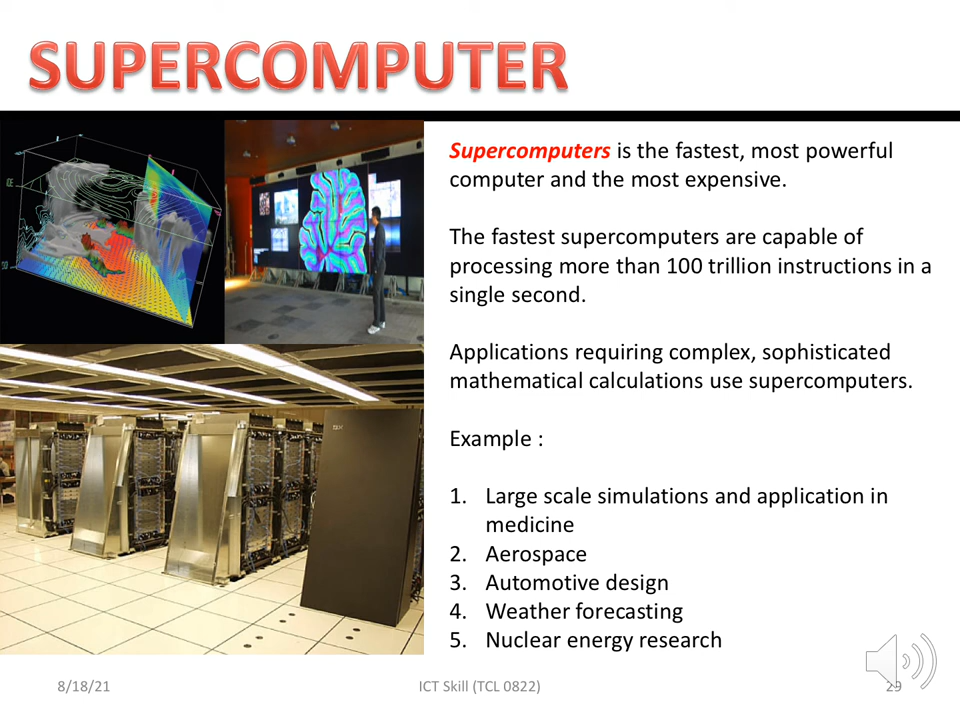 SUPERCOMPUTER
Supercomputers is the fastest, most powerful
computer and the most expensive.
The fastest supercomputers are capable of
processing more than 100 trillion instructions in a
single second.
Applications requiring complex, sophisticated
mathematical calculations use supercomputers.
Example :
1. Large scale simulations and application in
medicine
2. Aerospace
3. Automotive design
4. Weather forecasting
5. Nuclear energy research
8/18/21
ICT Skill (TCL 0822)
29